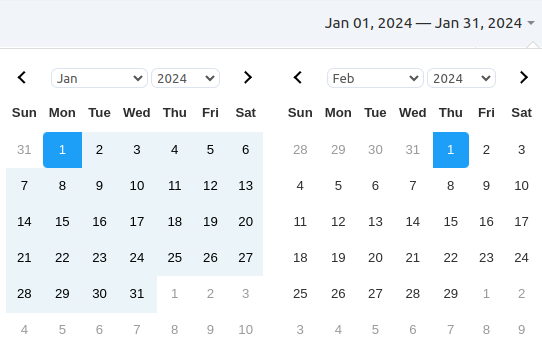 Jan 01, 2024 — Jan 31, 2024
Jan 2024 Feb 2024
Sun Mon Tue Wed Thu Fri Sat Sun Mon Tue Wed Thu Fri Sat
31 1 2 3 4 5 6 28 29 30 31 1 2 3
7 8 9 10 11 12 13 4 5 6 7 8 9 10
14 15 16 17 18 19 20 11 12 13 14 15 16 17
21 22 23 24 25 26 27 18 19 20 21 22 23 24
28 29 30 31 1 2 3 25 26 27 28 29 1 2
4 5 6 7 8 9 10 3 4 5 6 7 8 9